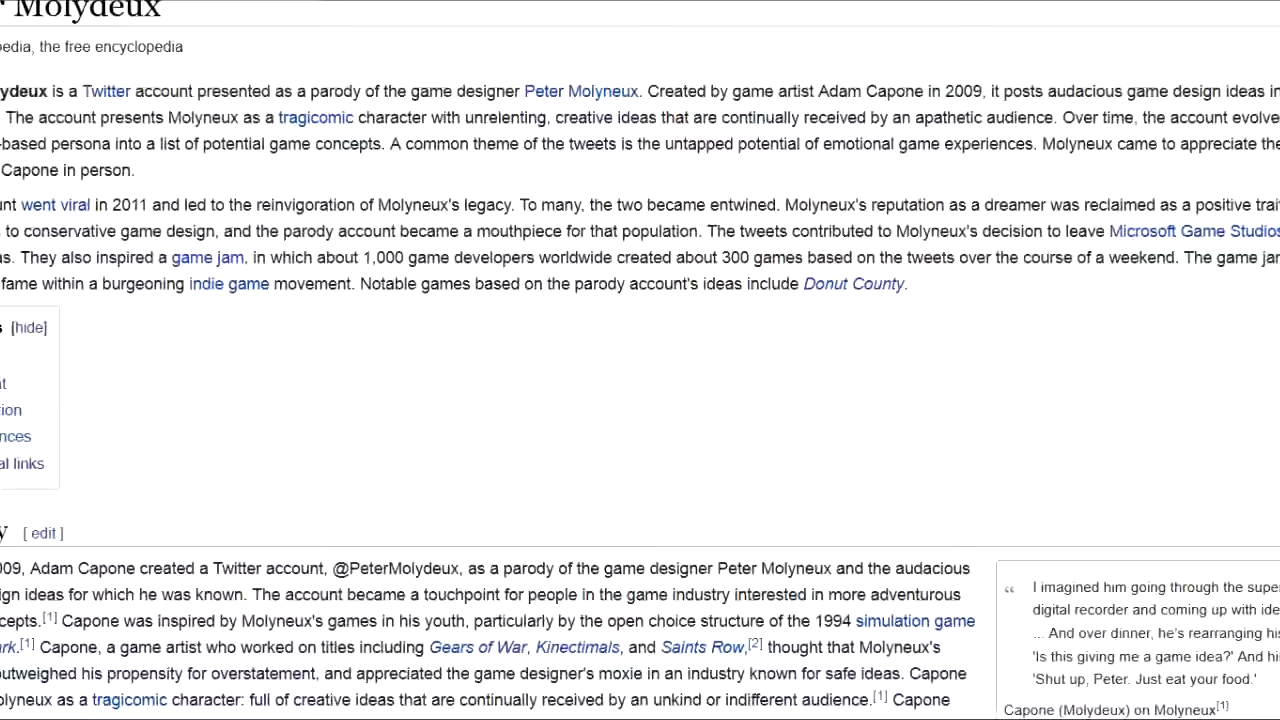 r Molydeux
pedia, the free encyclopedia
ydeux is a Twitter account presented as a parody of the game designer Peter Molyneux. Created by game artist Adam Capone in 2009, it posts audacious game design ideas in
. The account presents Molyneux as a tragicomic character with unrelenting, creative ideas that are continually received by an apathetic audience. Over time, the account evolve
-based persona into a list of potential game concepts. A common theme of the tweets is the untapped potential of emotional game experiences. Molyneux came to appreciate the
Capone in person.
unt went viral in 2011 and led to the reinvigoration of Molyneux's legacy. To many, the two became entwined. Molyneux's reputation as a dreamer was reclaimed as a positive trai
to conservative game design, and the parody account became a mouthpiece for that population. The tweets contributed to Molyneux's decision to leave Microsoft Game Studios
as. They also inspired a game jam, in which about 1,000 game developers worldwide created about 300 games based on the tweets over the course of a weekend. The game jam
fame within a burgeoning indie game movement. Notable games based on the parody account's ideas include Donut County.
s [hide]
nt
ion
nces
al links
y [ edit ]
009, Adam Capone created a Twitter account, @PeterMolydeux, as a parody of the game designer Peter Molyneux and the audacious
ign ideas for which he was known. The account became a touchpoint for people in the game industry interested in more adventurous
cepts.[1] Capone was inspired by Molyneux's games in his youth, particularly by the open choice structure of the 1994 simulation game
ark.[1] Capone, a game artist who worked on titles including Gears of War, Kinectimals, and Saints Row,[2] thought that Molyneux's
outweighed his propensity for overstatement, and appreciated the game designer's moxie in an industry known for safe ideas. Capone
olyneux as a tragicomic character: full of creative ideas that are continually received by an unkind or indifferent audience.[1] Capone
“ I imagined him going through the supe
digital recorder and coming up with ide
... And over dinner, he's rearranging hi
'Is this giving me a game idea?' And hi
'Shut up, Peter. Just eat your food.'
Capone (Molydeux) on Molyneux[1]